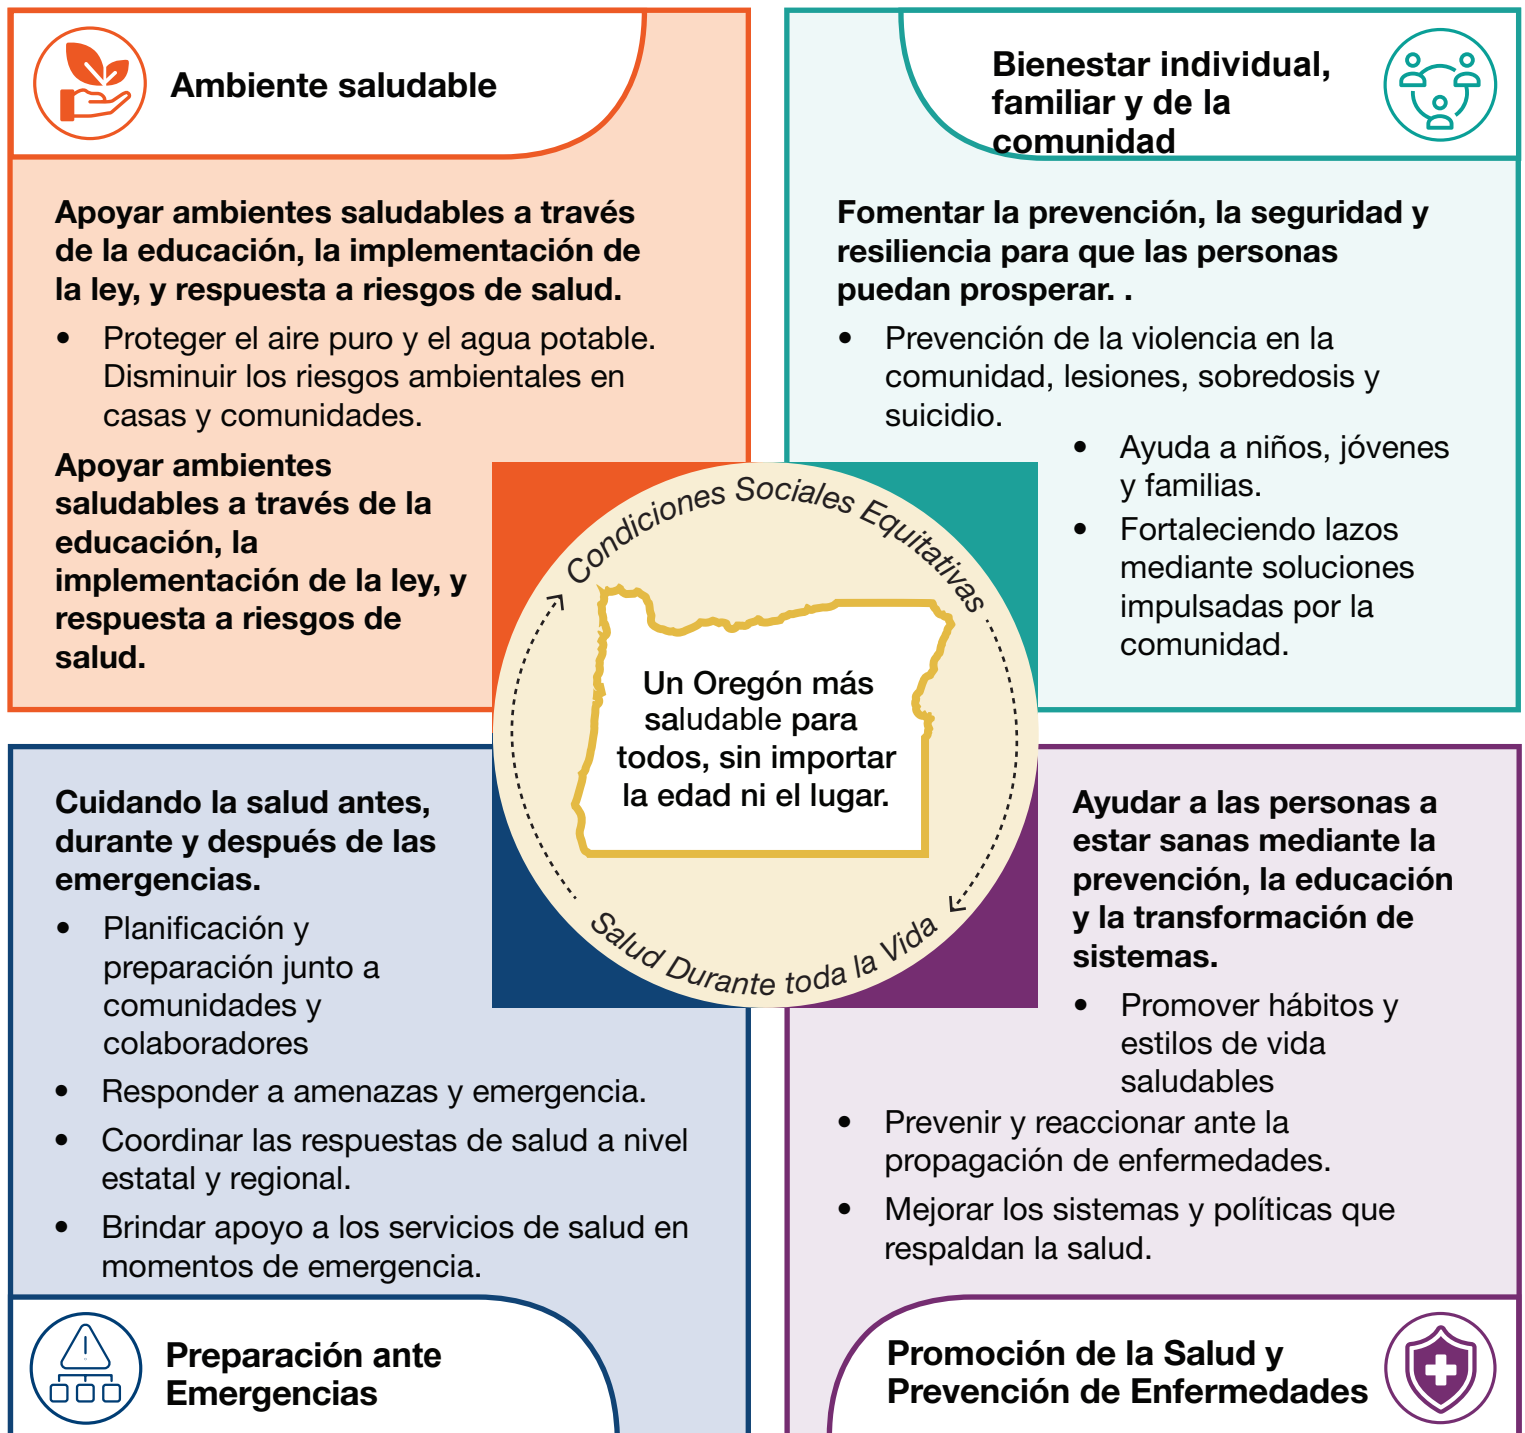 Ambiente saludable
Apoyar ambientes saludables a través
de la educación, la implementación de
la ley, y respuesta a riesgos de salud.
• Proteger el aire puro y el agua potable.
Disminuir los riesgos ambientales en
casas y comunidades.
Apoyar ambientes
saludables a través de la
educación, la
implementación de la ley, y
respuesta a riesgos de
salud.
Bienestar individual,
familiar y de la
comunidad
Fomentar la prevención, la seguridad y
resiliencia para que las personas
puedan prosperar. .
• Prevención de la violencia en la
comunidad, lesiones, sobredosis y
suicidio.
• Ayuda a niños, jóvenes
y familias.
• Fortaleciendo lazos
mediante soluciones
impulsadas por la
comunidad.
Condiciones Sociales Equitativas
Un Oregón más
saludable para
todos, sin importar
la edad ni el lugar.
Salud Durante toda la Vida
Cuidando la salud antes,
durante y después de las
emergencias.
• Planificación y
preparación junto a
comunidades y
colaboradores
• Responder a amenazas y emergencia.
• Coordinar las respuestas de salud a nivel
estatal y regional.
• Brindar apoyo a los servicios de salud en
momentos de emergencia.
Preparación ante
Emergencias
Ayudar a las personas a
estar sanas mediante la
prevención, la educación
y la transformación de
sistemas.
• Promover hábitos y
estilos de vida
saludables
• Prevenir y reaccionar ante la
propagación de enfermedades.
• Mejorar los sistemas y políticas que
respaldan la salud.
Promoción de la Salud y
Prevención de Enfermedades